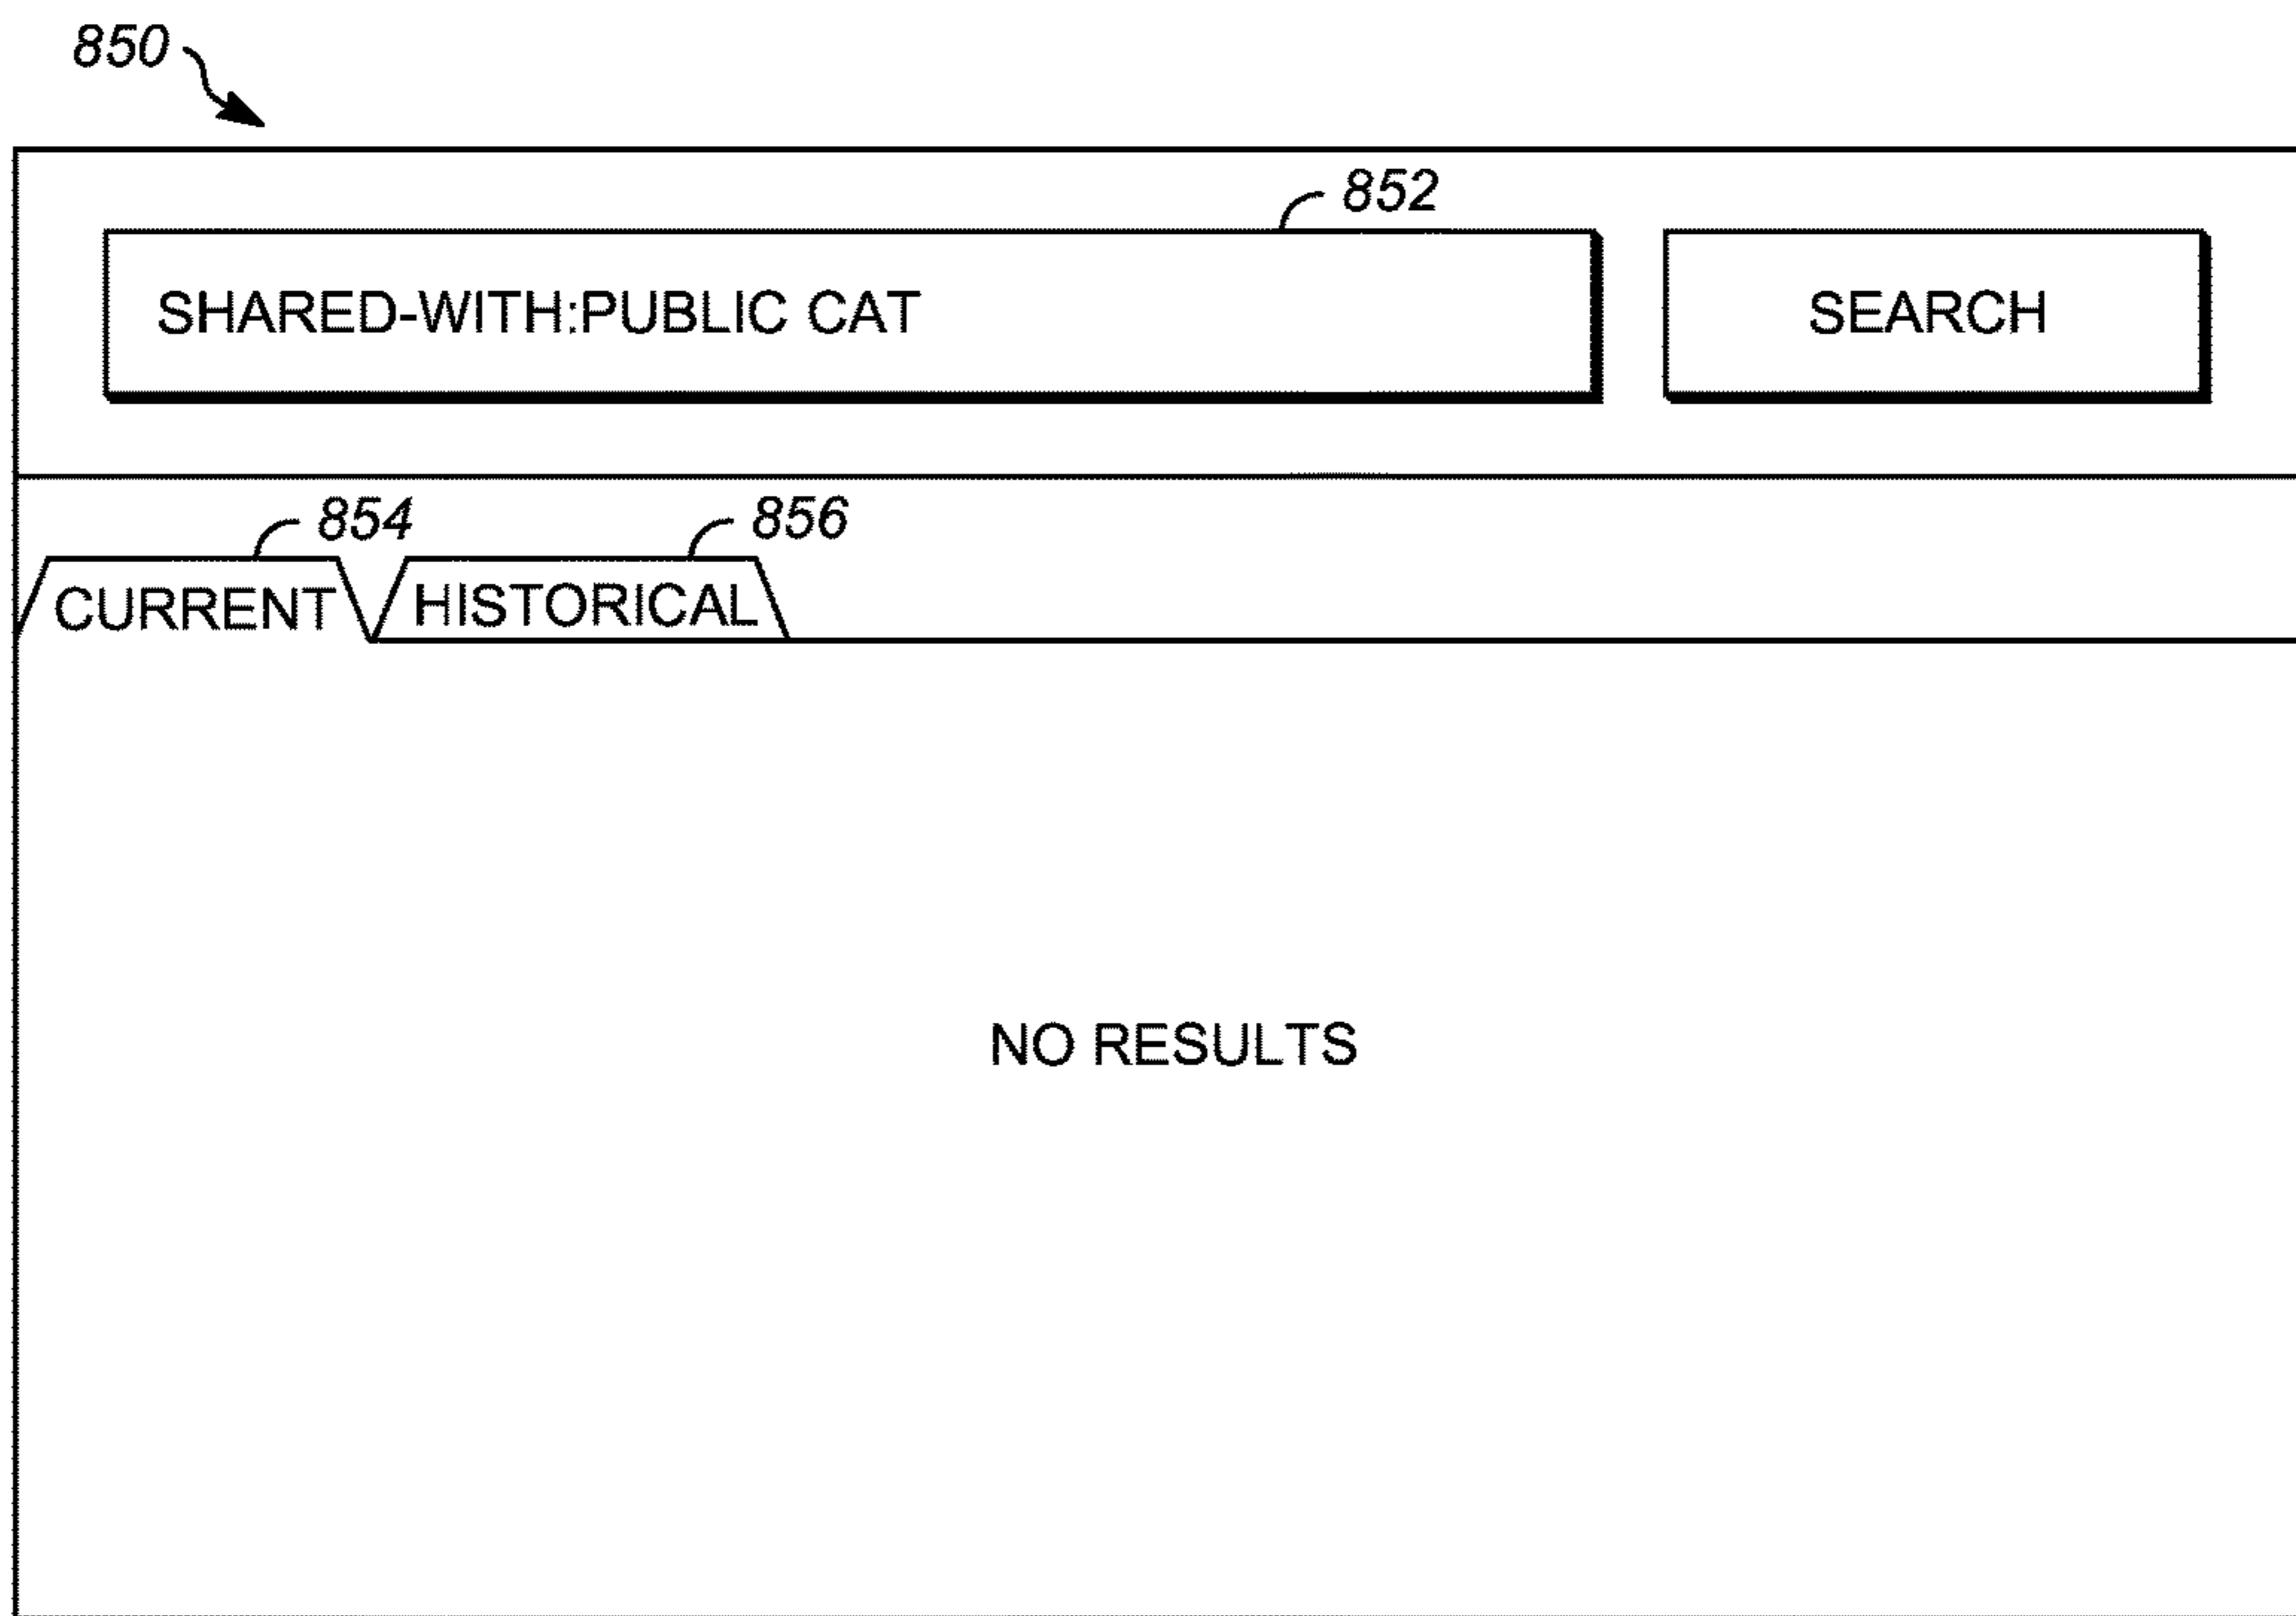 850
852
SHARED-WITH:PUBLIC CAT SEARCH
854 856
CURRENT HISTORICAL
NO RESULTS